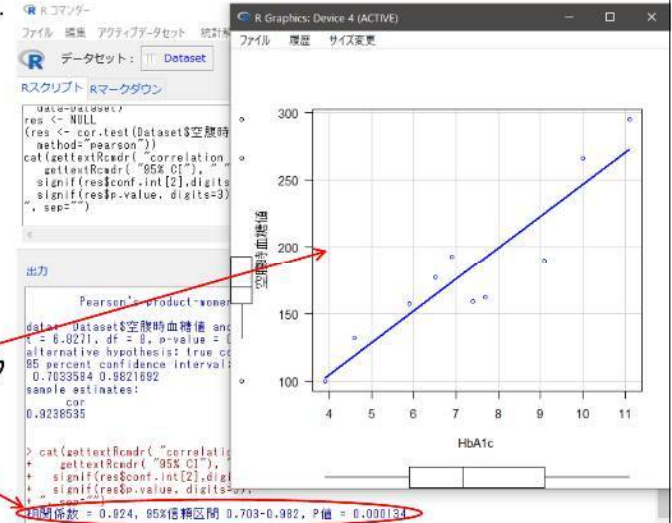 R コマンダー
ファイル 編集 アクティブデータセット 統計解
データセット: Dataset
Rスクリプト Rマークダウン
data=Dataset)
res <- NULL
(res <- cor.test(Dataset$空腹時
method="pearson"))
cat(gettextRcmdr( "correlation
gettextRcmdr( "95% CI"), "
signif(res$conf.int[2],digits
signif(res$p.value, digits=3)
", sep="")
出力
Pearson's product-momen
data: Dataset$空腹時血糖値 and
t = 6.8271, df = 8, p-value = 0
alternative hypothesis: true co
95 percent confidence interval:
0.7033584 0.9821692
sample estimates:
cor
0.9238535
> cat(gettextRcmdr( "correlatio
+ gettextRcmdr( "95% CI"), "
+ signif(res$conf.int[2],digi
+ signif(res$p.value, digits=3),
+ ", sep="")
相関係数 = 0.924, 95%信頼区間 0.703-0.982, P値 = 0.000134
R Graphics: Device 4 (ACTIVE)
ファイル 履歴 サイズ変更
300
250
200
150
100
空腹時血糖値
4 5 6 7 8 9 10 11
HbA1c